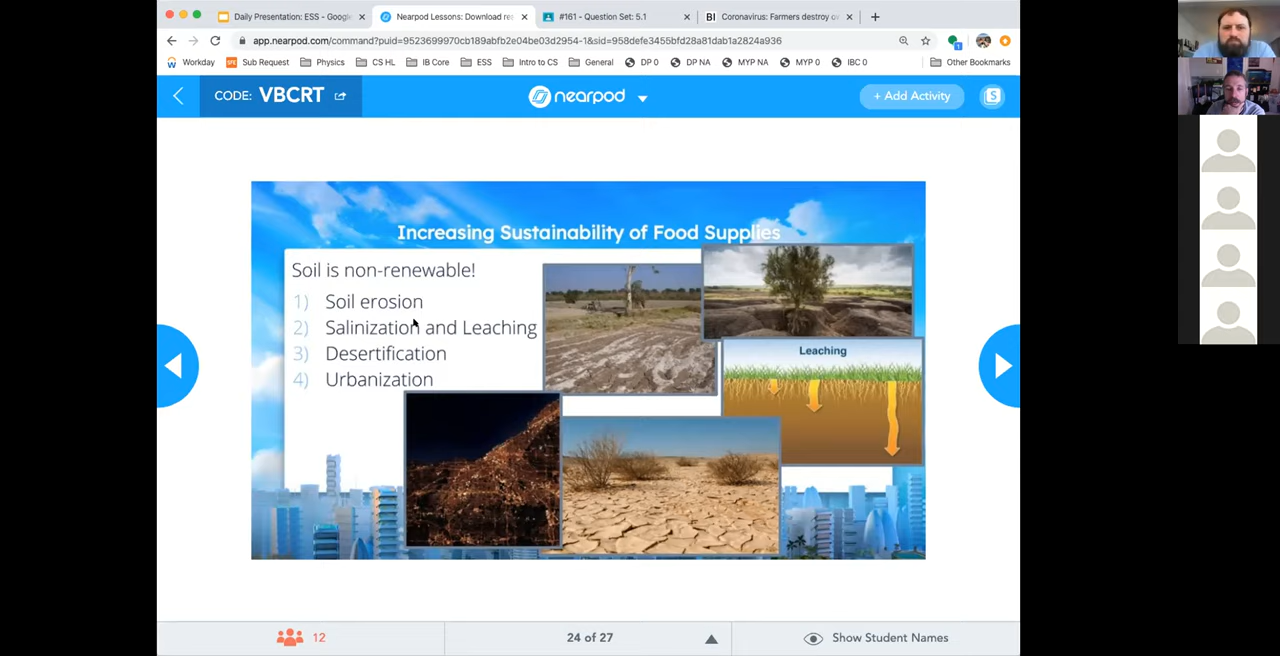 Daily Presentation: ESS - Google
Nearpod Lessons: Download re
#161 - Question Set: 5.1
BI
Coronavirus: Farmers destroy
app.nearpod.com/command?puid=9523699970cb189abfb2e04be03d2954-1&sid=958defe3455bfd28a81dab1a2824a936
Workday
SFE Sub Request
Physics
CS HL
IB Core
ESS
Intro to CS
General
DP 0
DP NA
MYP NA
MYP 0
IBC 0
Other Bookmarks
CODE: VBCRT
nearpod
+ Add Activity
S
Increasing Sustainability of Food Supplies
Soil is non-renewable!
1) Soil erosion
2) Salinization and Leaching
3) Desertification
4) Urbanization
Leaching
12
24 of 27
Show Student Names